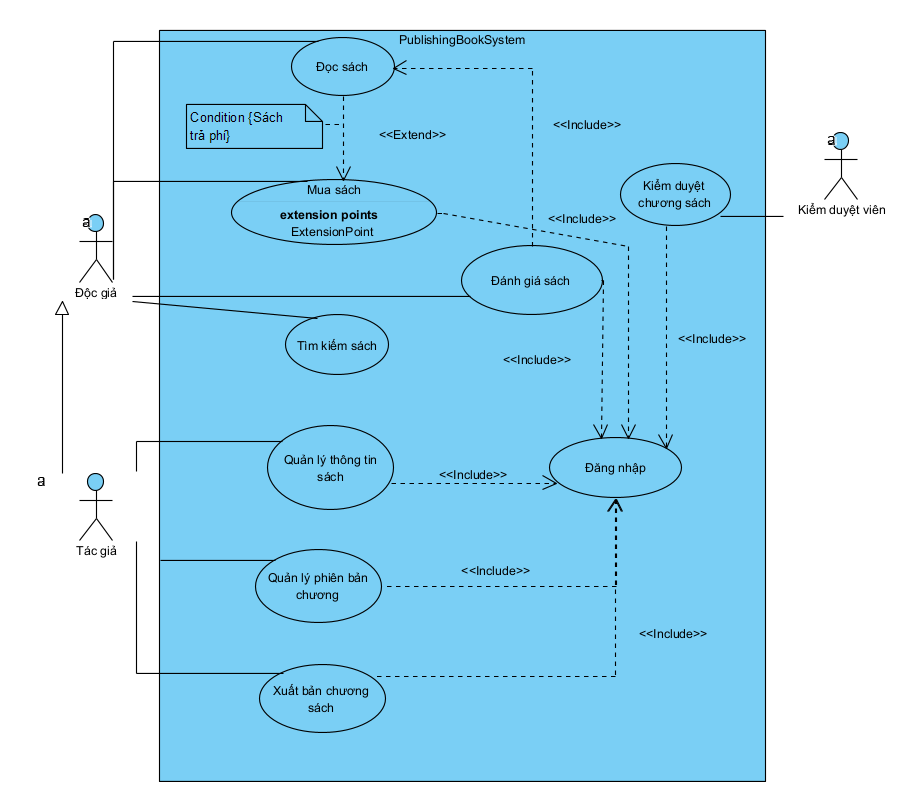 PublishingBookSystem
Đọc sách
<<Include>>
Condition {Sách
trả phí}
<<Extend>>
a
Kiểm duyệt viên
Kiểm duyệt
chương sách
Mua sách
extension points
ExtensionPoint
<<Include>>
a
Độc giả
Đánh giá sách
Tìm kiếm sách
<<Include>>
<<Include>>
Quản lý thông tin
sách
<<Include>>
Đăng nhập
a
Tác giả
Quản lý phiên bản
chương
<<Include>>
<<Include>>
Xuất bản chương
sách